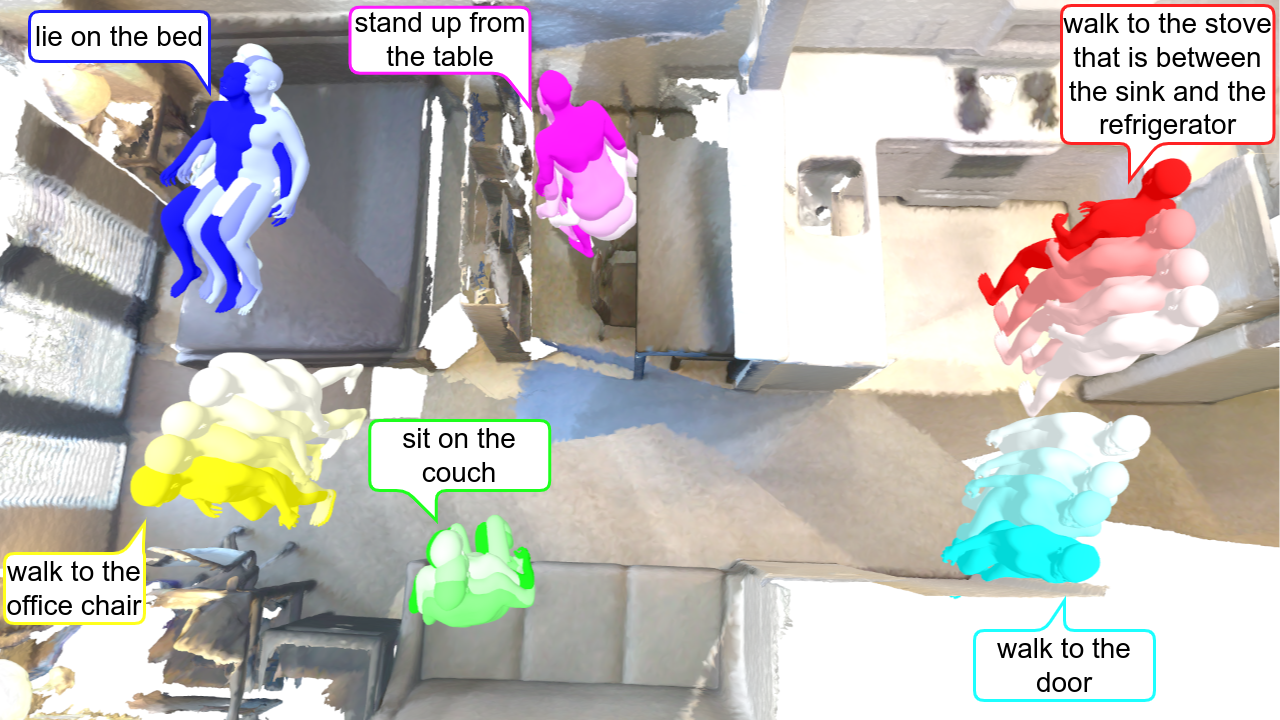 lie on the bed
stand up from
the table
walk to the stove
that is between
the sink and the
refrigerator
sit on the
couch
walk to the
office chair
walk to the
door